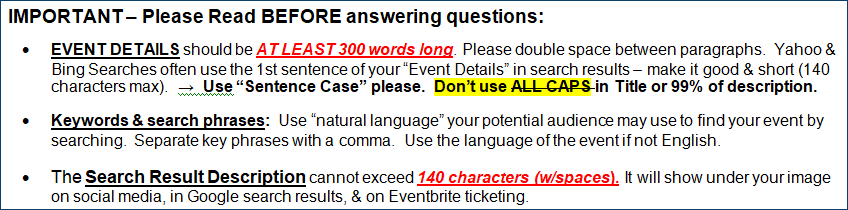 IMPORTANT – Please Read BEFORE answering questions:
• EVENT DETAILS should be AT LEAST 300 words long. Please double space between paragraphs. Yahoo &
Bing Searches often use the 1st sentence of your “Event Details” in search results – make it good & short (140
characters max). → Use “Sentence Case” please. Don’t use ALL CAPS in Title or 99% of description.
• Keywords & search phrases: Use “natural language” your potential audience may use to find your event by
searching. Separate key phrases with a comma. Use the language of the event if not English.
• The Search Result Description cannot exceed 140 characters (w/spaces). It will show under your image
on social media, in Google search results, & on Eventbrite ticketing.